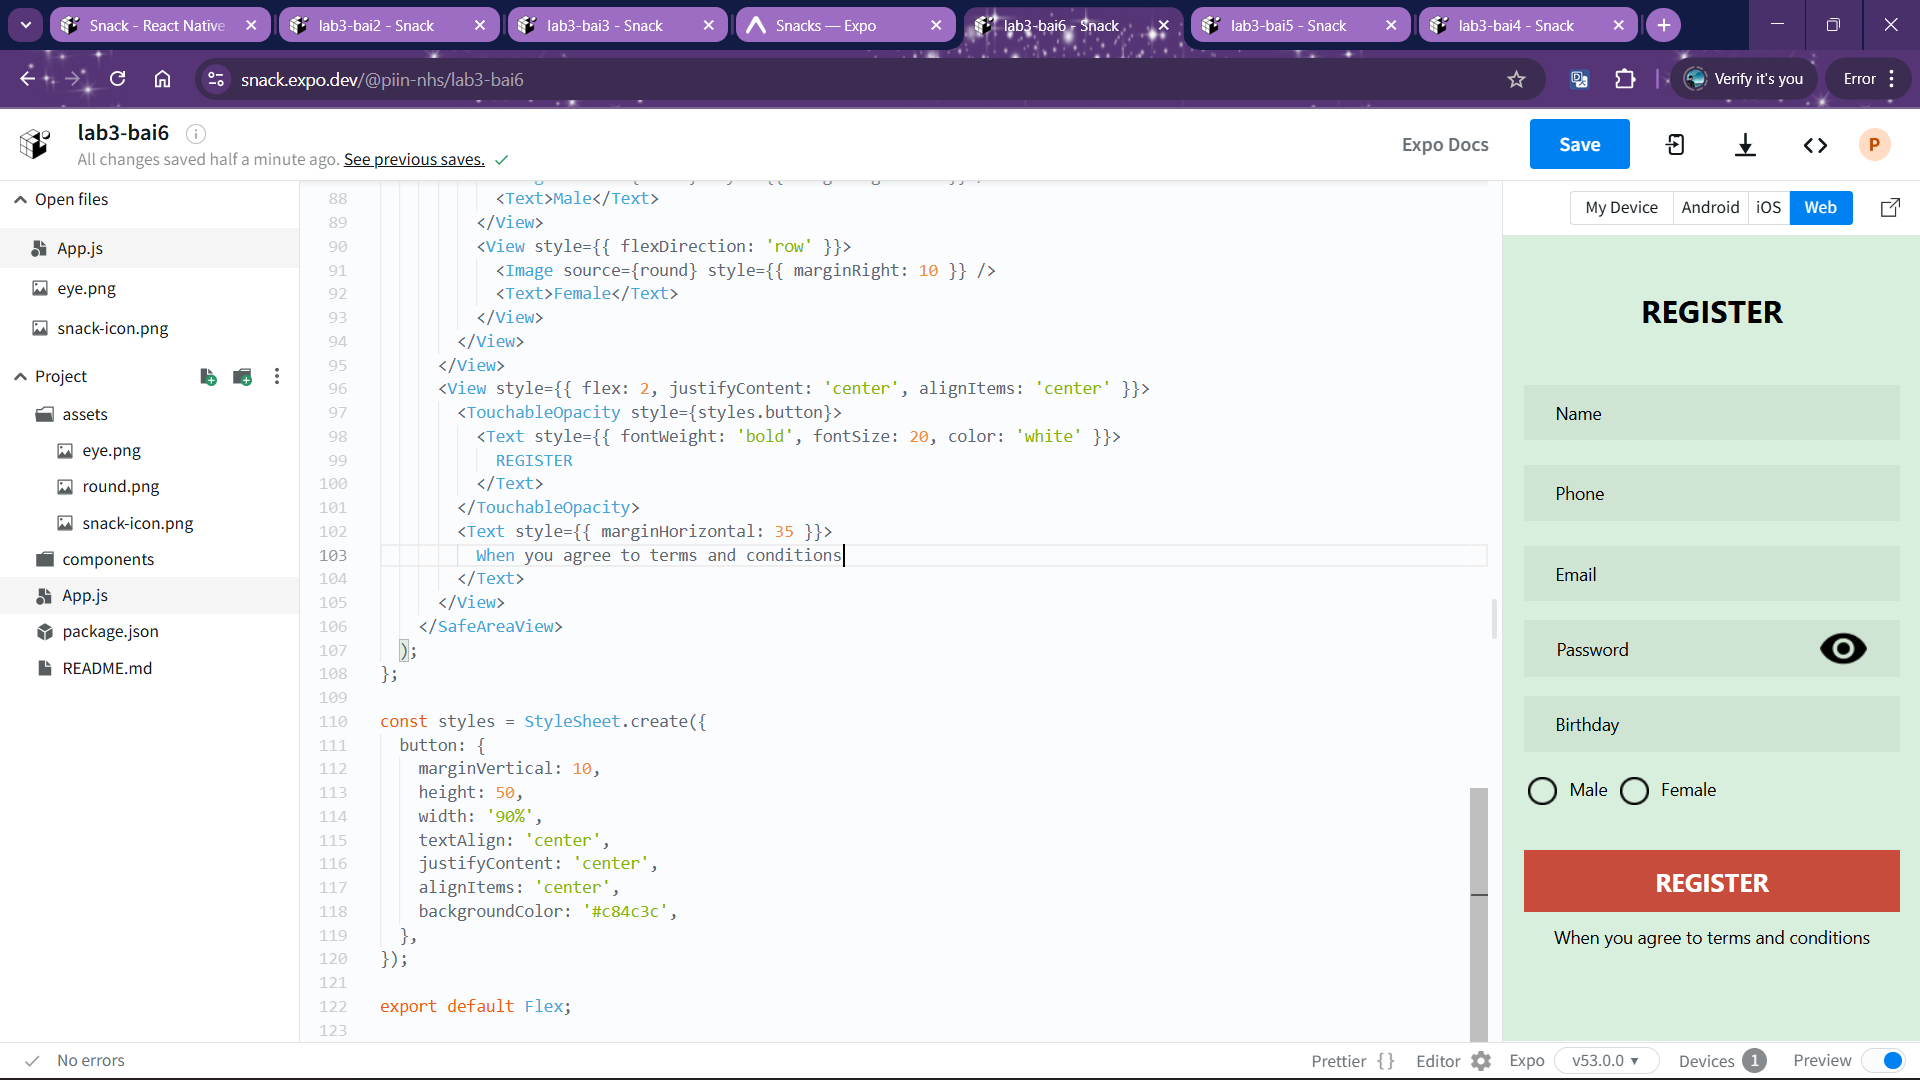 Snack - React Native
lab3-bai2 - Snack
lab3-bai3 - Snack
Snacks — Expo
lab3-bai6 - Snack
lab3-bai5 - Snack
lab3-bai4 - Snack
snack.expo.dev/@piin-nhs/lab3-bai6
Verify it's you
Error
lab3-bai6
All changes saved half a minute ago. See previous saves.
Expo Docs
Save
P
Open files
App.js
eye.png
snack-icon.png
Project
assets
eye.png
round.png
snack-icon.png
components
App.js
package.json
README.md
88 <Text>Male</Text>
89 </View>
90 <View style={{ flexDirection: 'row' }}>
91 <Image source={round} style={{ marginRight: 10 }} />
92 <Text>Female</Text>
93 </View>
94 </View>
95 </View>
96 <View style={{ flex: 2, justifyContent: 'center', alignItems: 'center' }}>
97 <TouchableOpacity style={styles.button}>
98 <Text style={{ fontWeight: 'bold', fontSize: 20, color: 'white' }}>
99 REGISTER
100 </Text>
101 </TouchableOpacity>
102 <Text style={{ marginHorizontal: 35 }}>
103 When you agree to terms and conditions
104 </Text>
105 </View>
106 </SafeAreaView>
107 );
108 };
109
110 const styles = StyleSheet.create({
111 button: {
112 marginVertical: 10,
113 height: 50,
114 width: '90%',
115 textAlign: 'center',
116 justifyContent: 'center',
117 alignItems: 'center',
118 backgroundColor: '#c84c3c',
119 },
120 });
121
122 export default Flex;
123
My Device
Android
iOS
Web
REGISTER
Name
Phone
Email
Password
Birthday
Male
Female
REGISTER
When you agree to terms and conditions
No errors
Prettier {}
Editor
Expo
v53.0.0
Devices 1
Preview